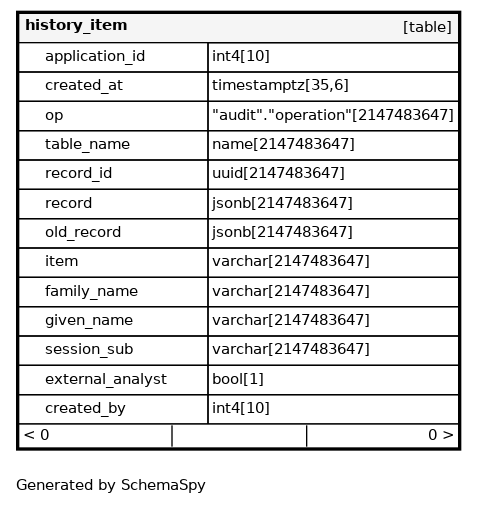 history_item [table]
application_id int4[10]
created_at timestamptz[35,6]
op "audit"."operation"[2147483647]
table_name name[2147483647]
record_id uuid[2147483647]
record jsonb[2147483647]
old_record jsonb[2147483647]
item varchar[2147483647]
family_name varchar[2147483647]
given_name varchar[2147483647]
session_sub varchar[2147483647]
external_analyst bool[1]
created_by int4[10]
< 0 0 >
Generated by SchemaSpy